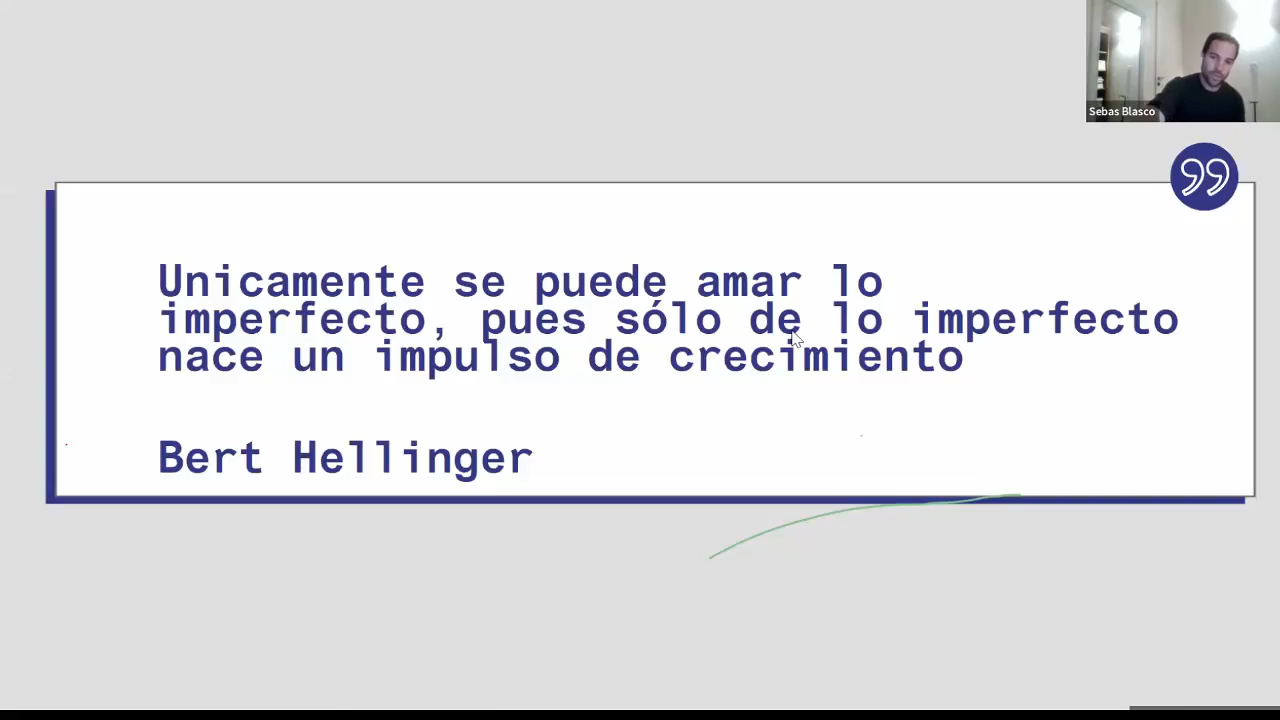 Sebas Blasco
Unicamente se puede amar lo
imperfecto, pues sólo de lo imperfecto
nace un impulso de crecimiento
Bert Hellinger